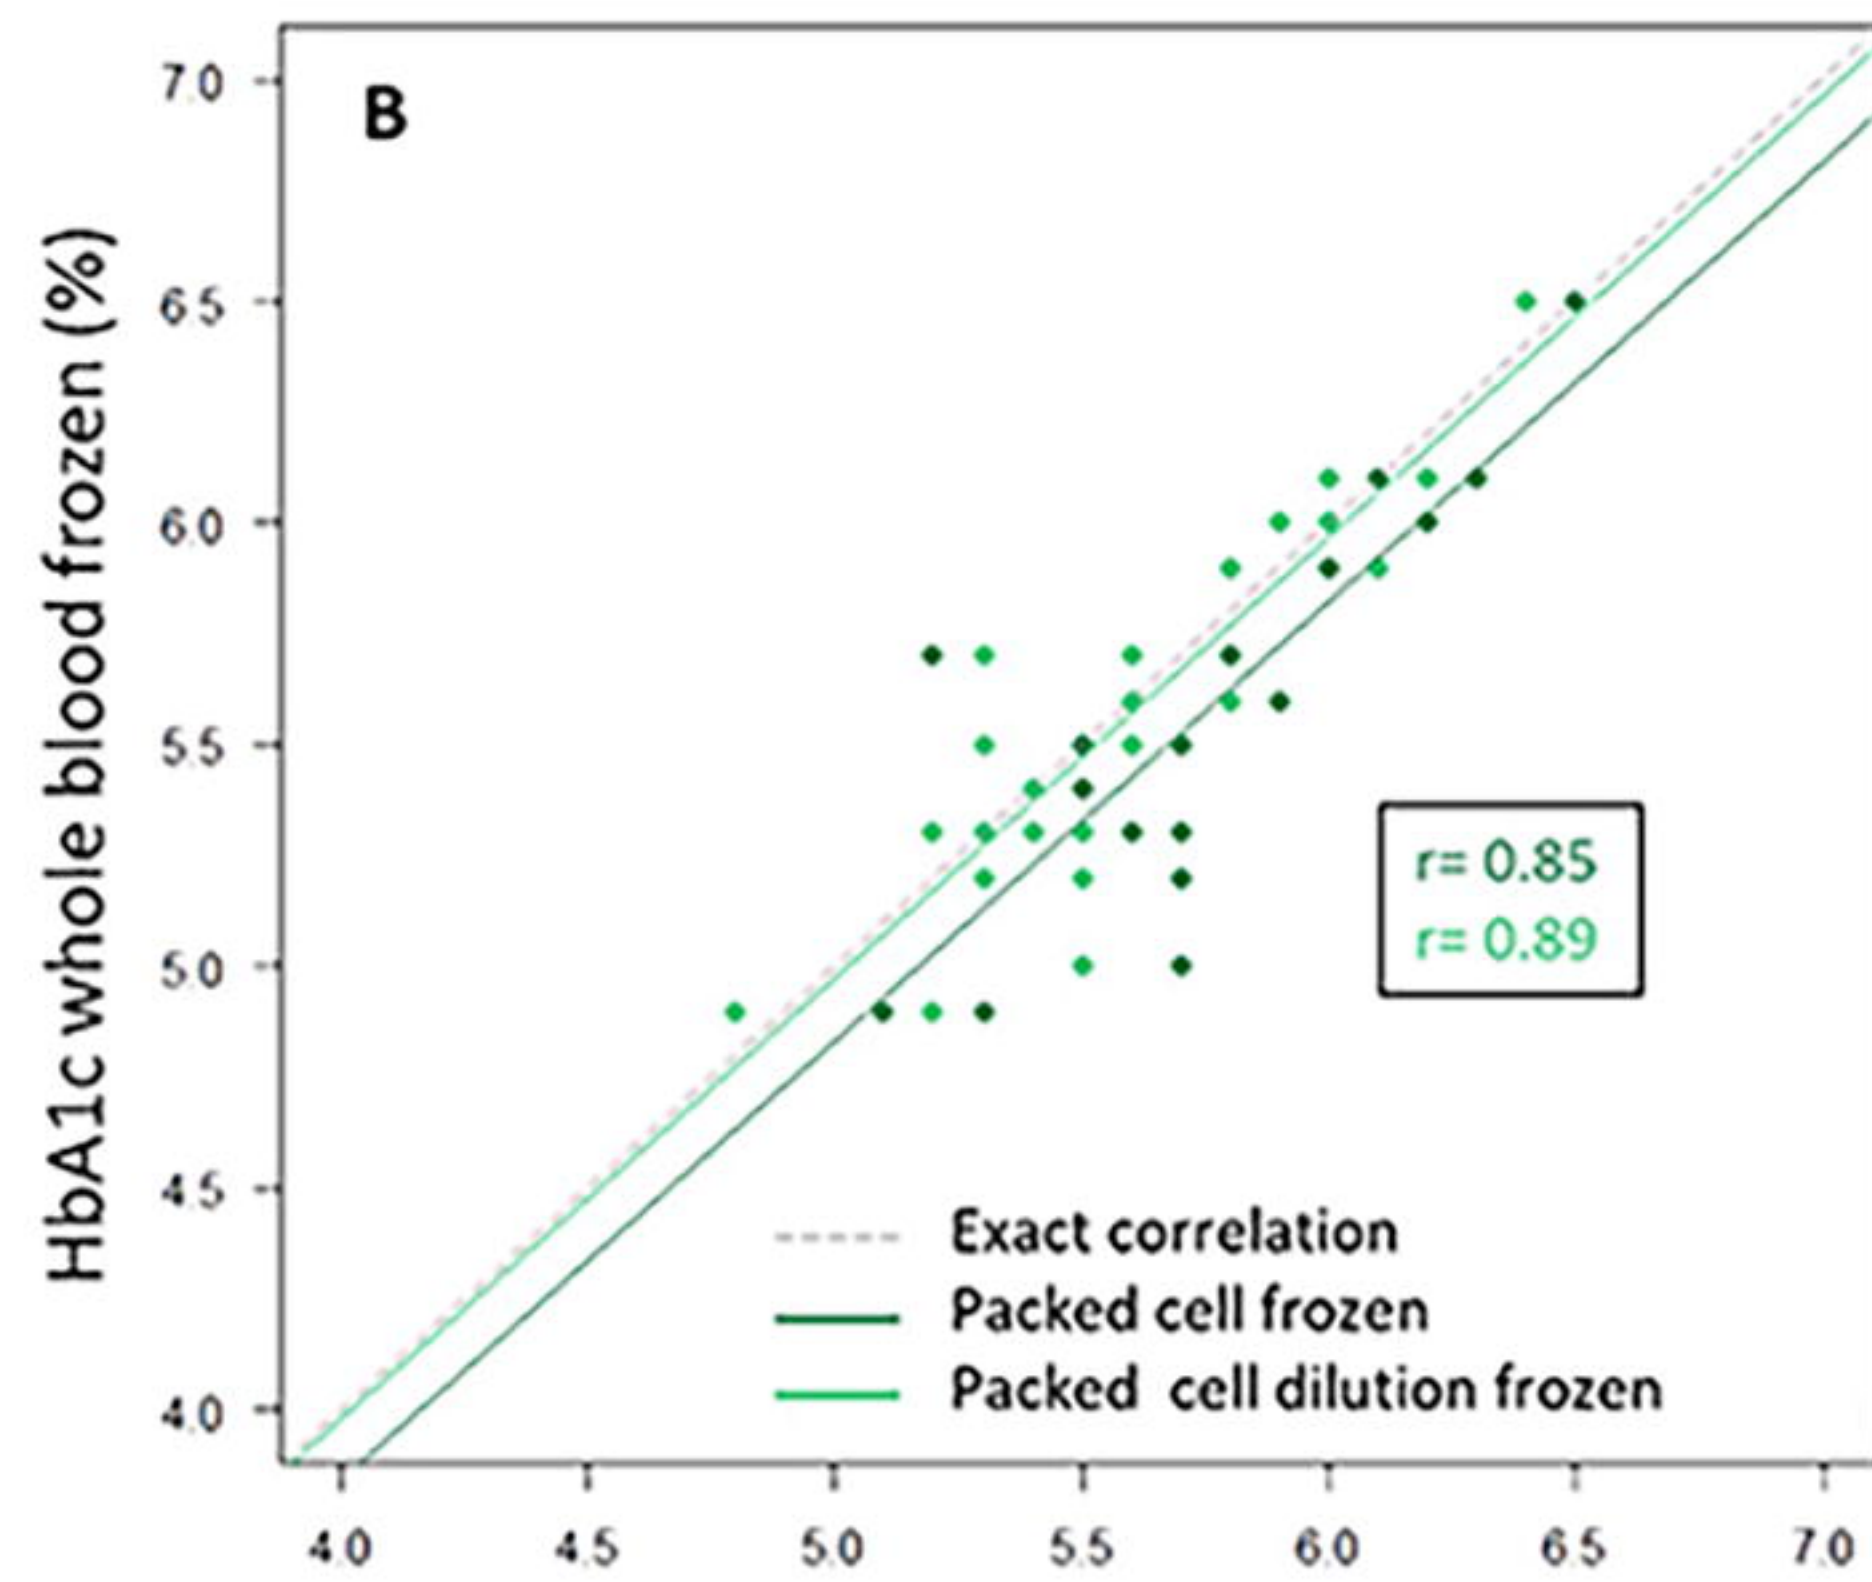 B
HbA1c whole blood frozen (%)
7.0
6.5
6.0
5.5
5.0
4.5
4.0
r= 0.85
r= 0.89
Exact correlation
Packed cell frozen
Packed cell dilution frozen
4.0 4.5 5.0 5.5 6.0 6.5 7.0